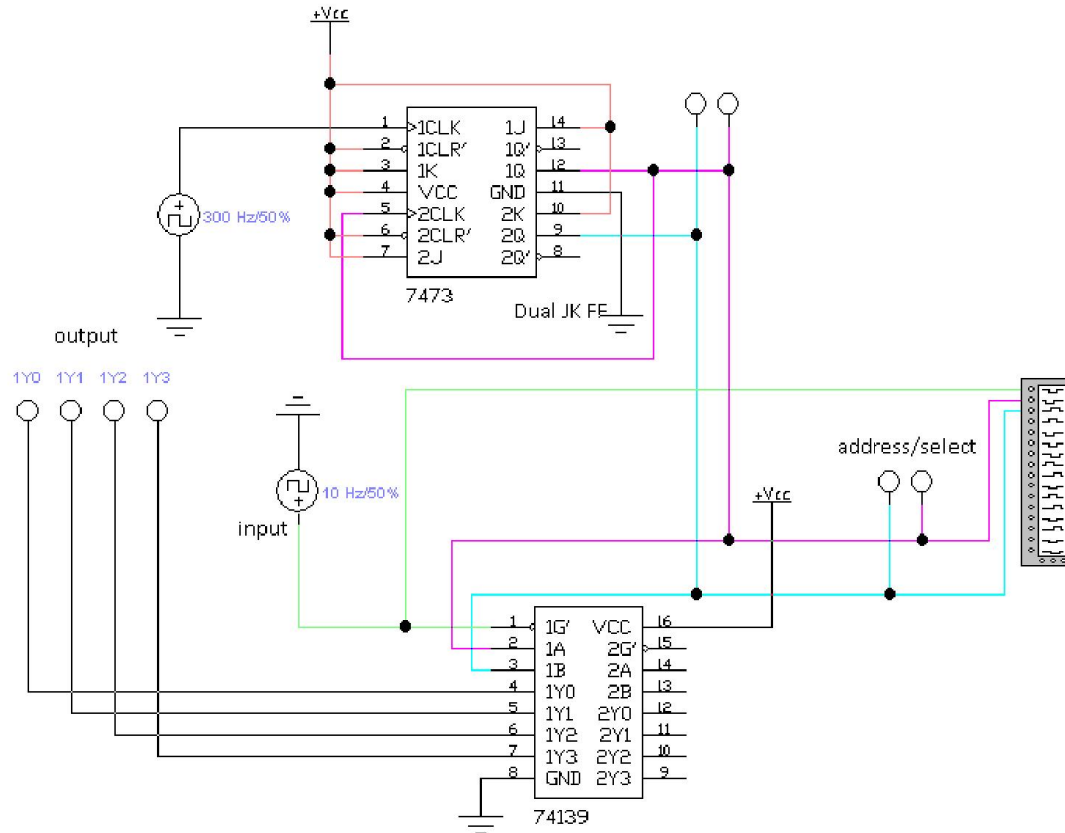 +Vcc
1 1CLK 1J 14
2 1CLR' 1Q' 13
3 1K 1Q 12
4 VCC GND 11
5 2CLK 2K 10
6 2CLR' 2Q 9
7 2J 2Q' 8
7473
Dual JK FF
+
300 Hz/50%
output
1Y0 1Y1 1Y2 1Y3
+
10 Hz/50%
input
address/select
+Vcc
1 1G' VCC 16
2 1A 2G' 15
3 1B 2A 14
4 1Y0 2B 13
5 1Y1 2Y0 12
6 1Y2 2Y1 11
7 1Y3 2Y2 10
8 GND 2Y3 9
74139